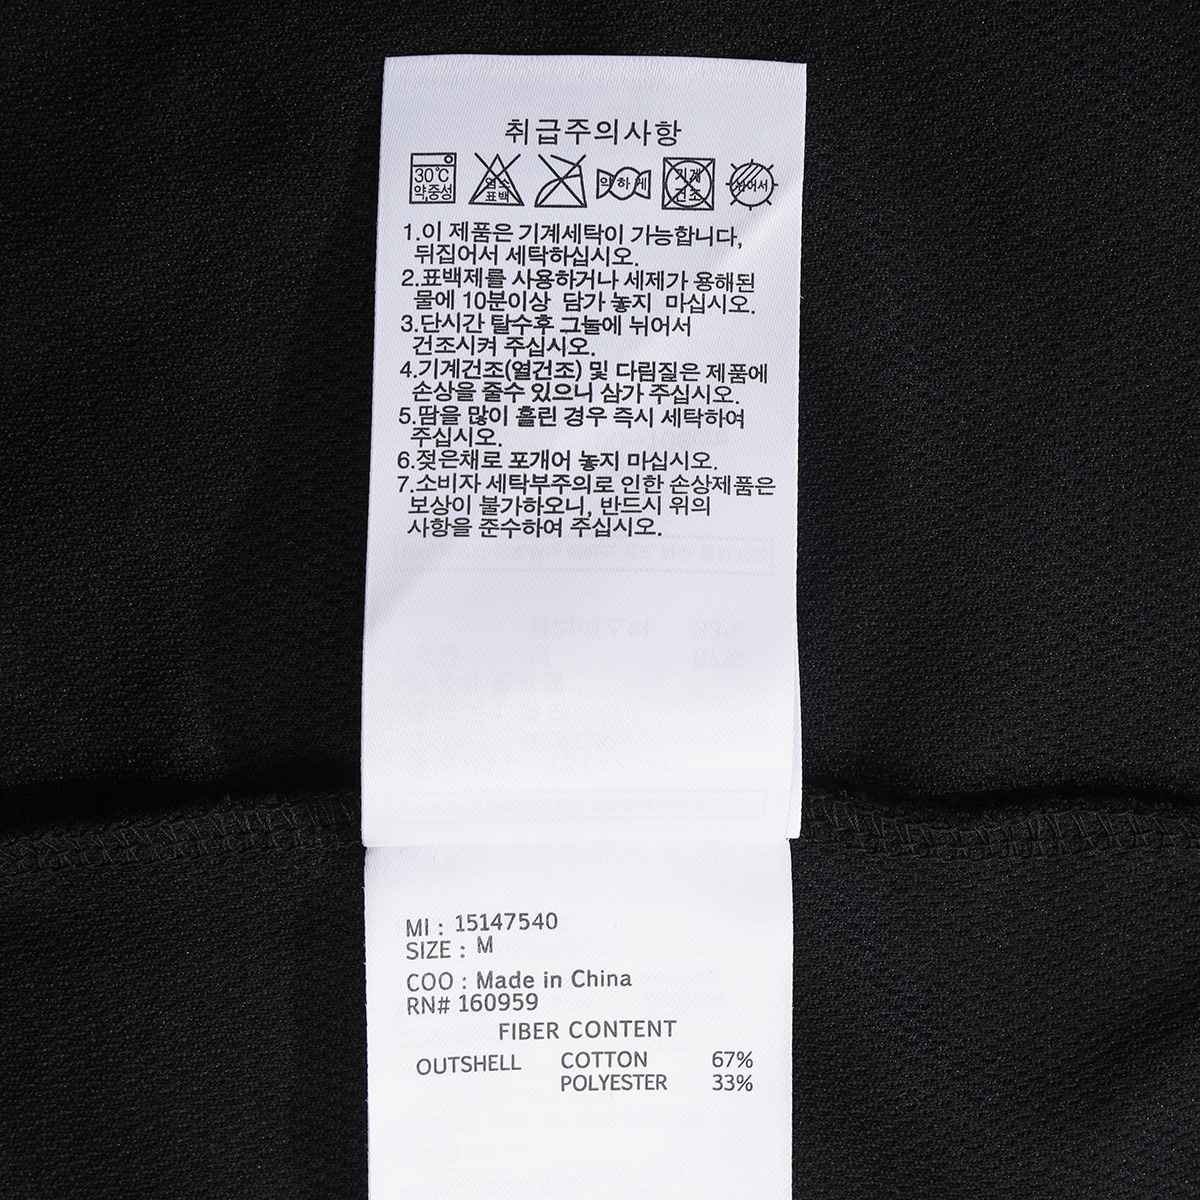 취급주의사항
30℃
약,중성
염소
표백
약하게
기계
건조
뉘어서
1.이 제품은 기계세탁이 가능합니다,
뒤집어서 세탁하십시오.
2.표백제를 사용하거나 세제가 용해된
물에 10분이상 담가 놓지 마십시오.
3.단시간 탈수후 그늘에 뉘어서
건조시켜 주십시오.
4.기계건조(열건조) 및 다림질은 제품에
손상을 줄수 있으니 삼가 주십시오.
5.땀을 많이 흘린 경우 즉시 세탁하여
주십시오.
6.젖은채로 포개어 놓지 마십시오.
7.소비자 세탁부주의로 인한 손상제품은
보상이 불가하오니, 반드시 위의
사항을 준수하여 주십시오.
MI : 15147540
SIZE : M
COO : Made in China
RN# 160959
FIBER CONTENT
OUTSHELL COTTON 67%
POLYESTER 33%